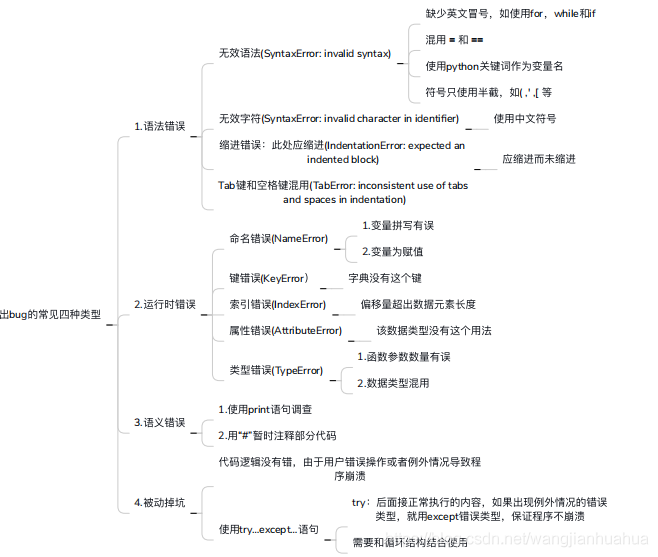 出bug的常见四种类型
1.语法错误
无效语法(SyntaxError: invalid syntax)
缺少英文冒号，如使用for，while和if
混用 = 和 ==
使用python关键词作为变量名
符号只使用半截，如( ,' ,[ 等
无效字符(SyntaxError: invalid character in identifier)
使用中文符号
缩进错误：此处应缩进(IndentationError: expected an
indented block)
应缩进而未缩进
Tab键和空格键混用(TabError: inconsistent use of tabs
and spaces in indentation)
2.运行时错误
命名错误(NameError)
1.变量拼写有误
2.变量为赋值
键错误(KeyError）
字典没有这个键
索引错误(IndexError)
偏移量超出数据元素长度
属性错误(AttributeError)
该数据类型没有这个用法
类型错误(TypeError)
1.函数参数数量有误
2.数据类型混用
3.语义错误
1.使用print语句调查
2.用“#”暂时注释部分代码
4.被动掉坑
代码逻辑没有错，由于用户错误操作或者例外情况导致程
序崩溃
使用try...except...语句
try：后面接正常执行的内容，如果出现例外情况的错误
类型，就用except错误类型，保证程序不崩溃
需要和循环结构结合使用